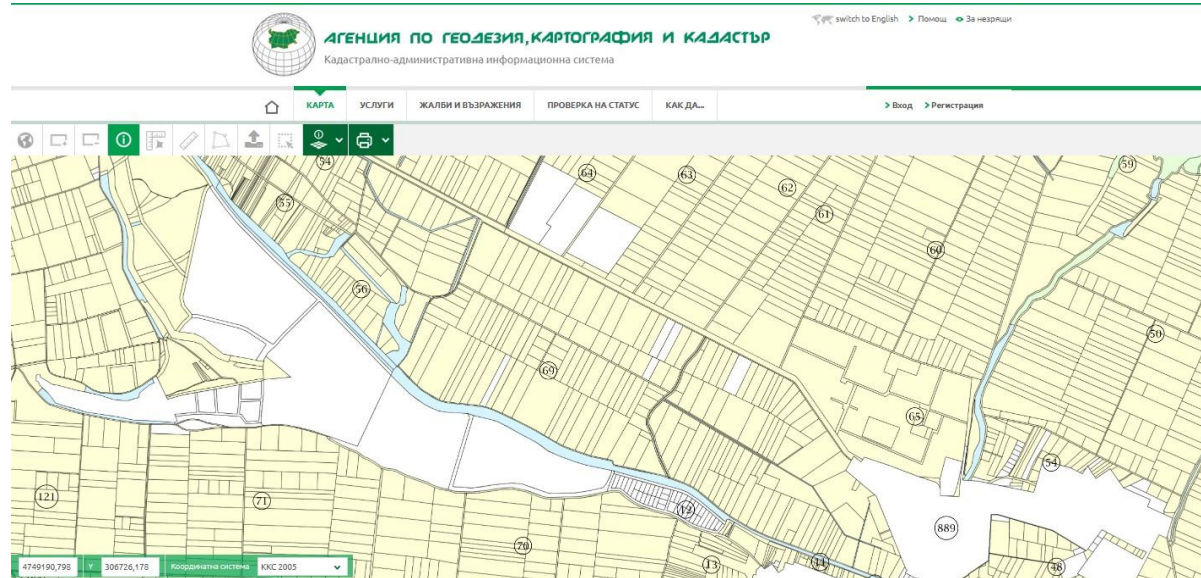 switch to English Помощ За незрящи
АГЕНЦИЯ ПО ГЕОДЕЗИЯ,КАРТОГРАФИЯ И КАДАСТЪР
Кадастрално-административна информационна система
КАРТА УСЛУГИ ЖАЛБИ И ВЪЗРАЖЕНИЯ ПРОВЕРКА НА СТАТУС КАК ДА... Вход Регистрация
54 64 63 62 59
55 61
60
56
50
69
65
54
121 71 12
889
70
13 11 48
4749190,798 Y 306726,178 Координатна система ККС 2005